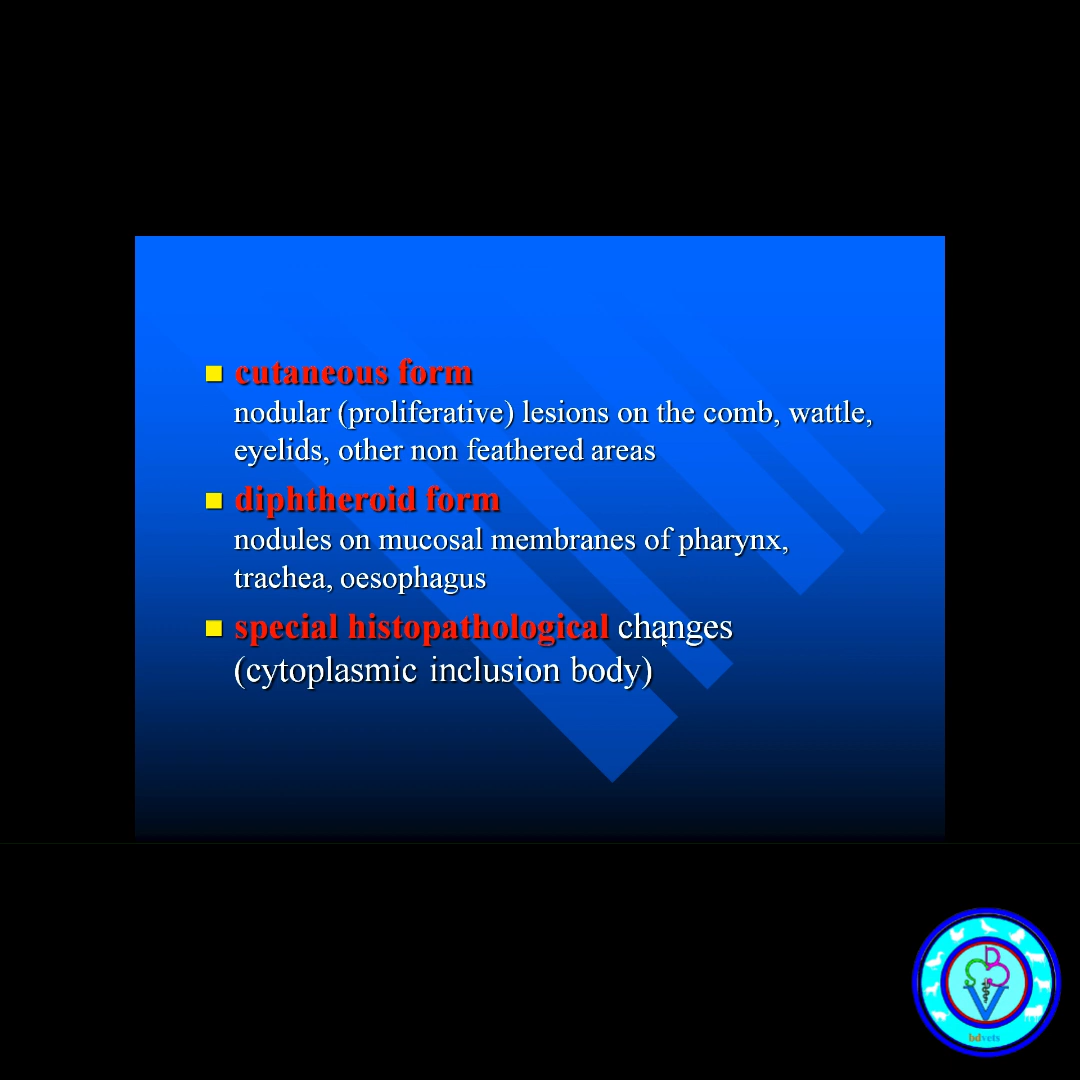 cutaneous form
nodular (proliferative) lesions on the comb, wattle,
eyelids, other non feathered areas
diphtheroid form
nodules on mucosal membranes of pharynx,
trachea, oesophagus
special histopathological changes
(cytoplasmic inclusion body)
bdvets